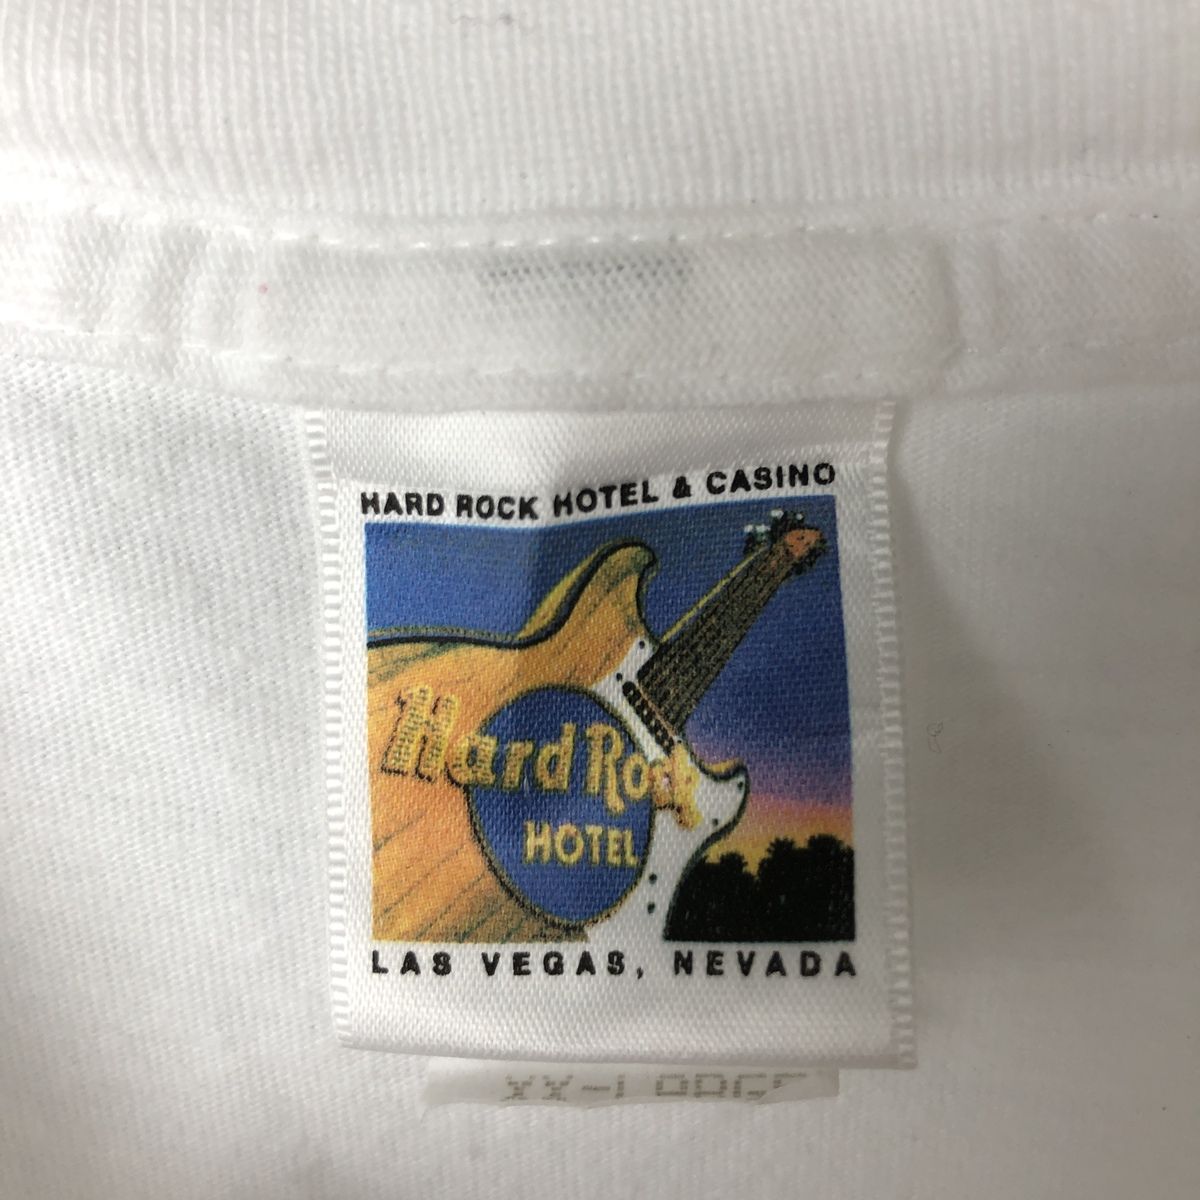 HARD ROCK HOTEL & CASINO
Hard Rock
HOTEL
LAS VEGAS, NEVADA
XX-LARGE